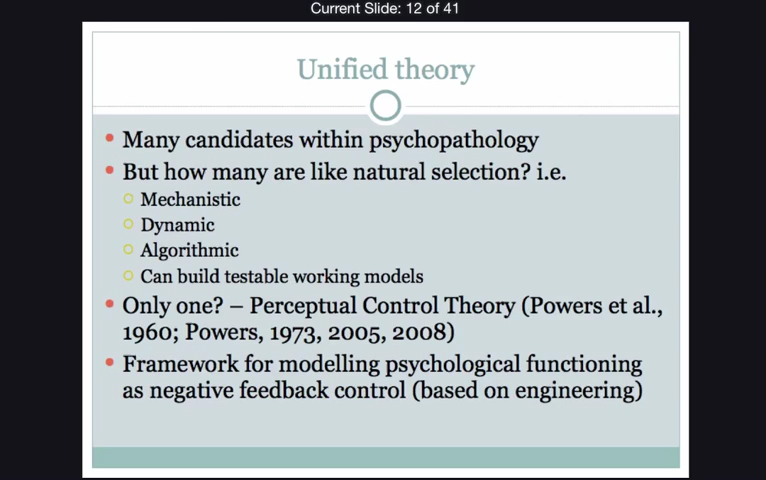 Current Slide: 12 of 41
Unified theory
Many candidates within psychopathology
But how many are like natural selection? i.e.
Mechanistic
Dynamic
Algorithmic
Can build testable working models
Only one? – Perceptual Control Theory (Powers et al.,
1960; Powers, 1973, 2005, 2008)
Framework for modelling psychological functioning
as negative feedback control (based on engineering)